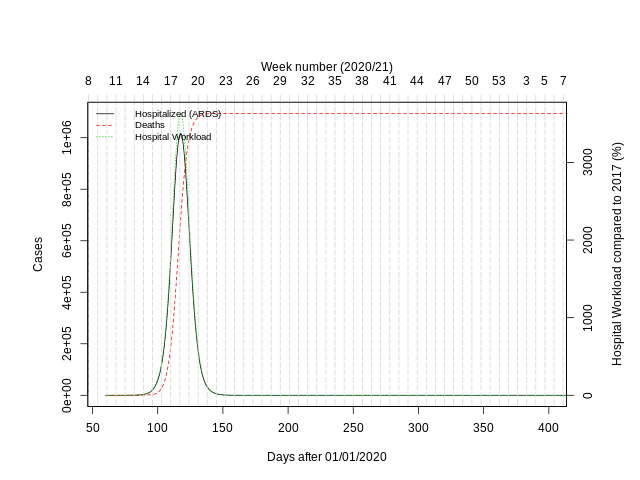 Week number (2020/21)
8 11 14 17 20 23 26 29 32 35 38 41 44 47 50 53 3 5 7
Hospitalized (ARDS)
Deaths
Hospital Workload
Cases
0e+00 2e+05 4e+05 6e+05 8e+05 1e+06
0 1000 2000 3000
Hospital Workload compared to 2017 (%)
50 100 150 200 250 300 350 400
Days after 01/01/2020